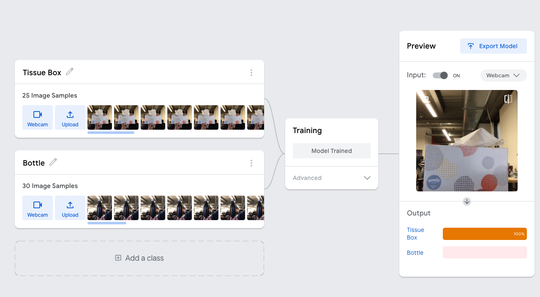 Tissue Box
25 Image Samples
Webcam
Upload
Bottle
30 Image Samples
Webcam
Upload
Add a class
Training
Model Trained
Advanced
Preview
Export Model
Input:
ON
Webcam
Output
Tissue
Box
100%
Bottle